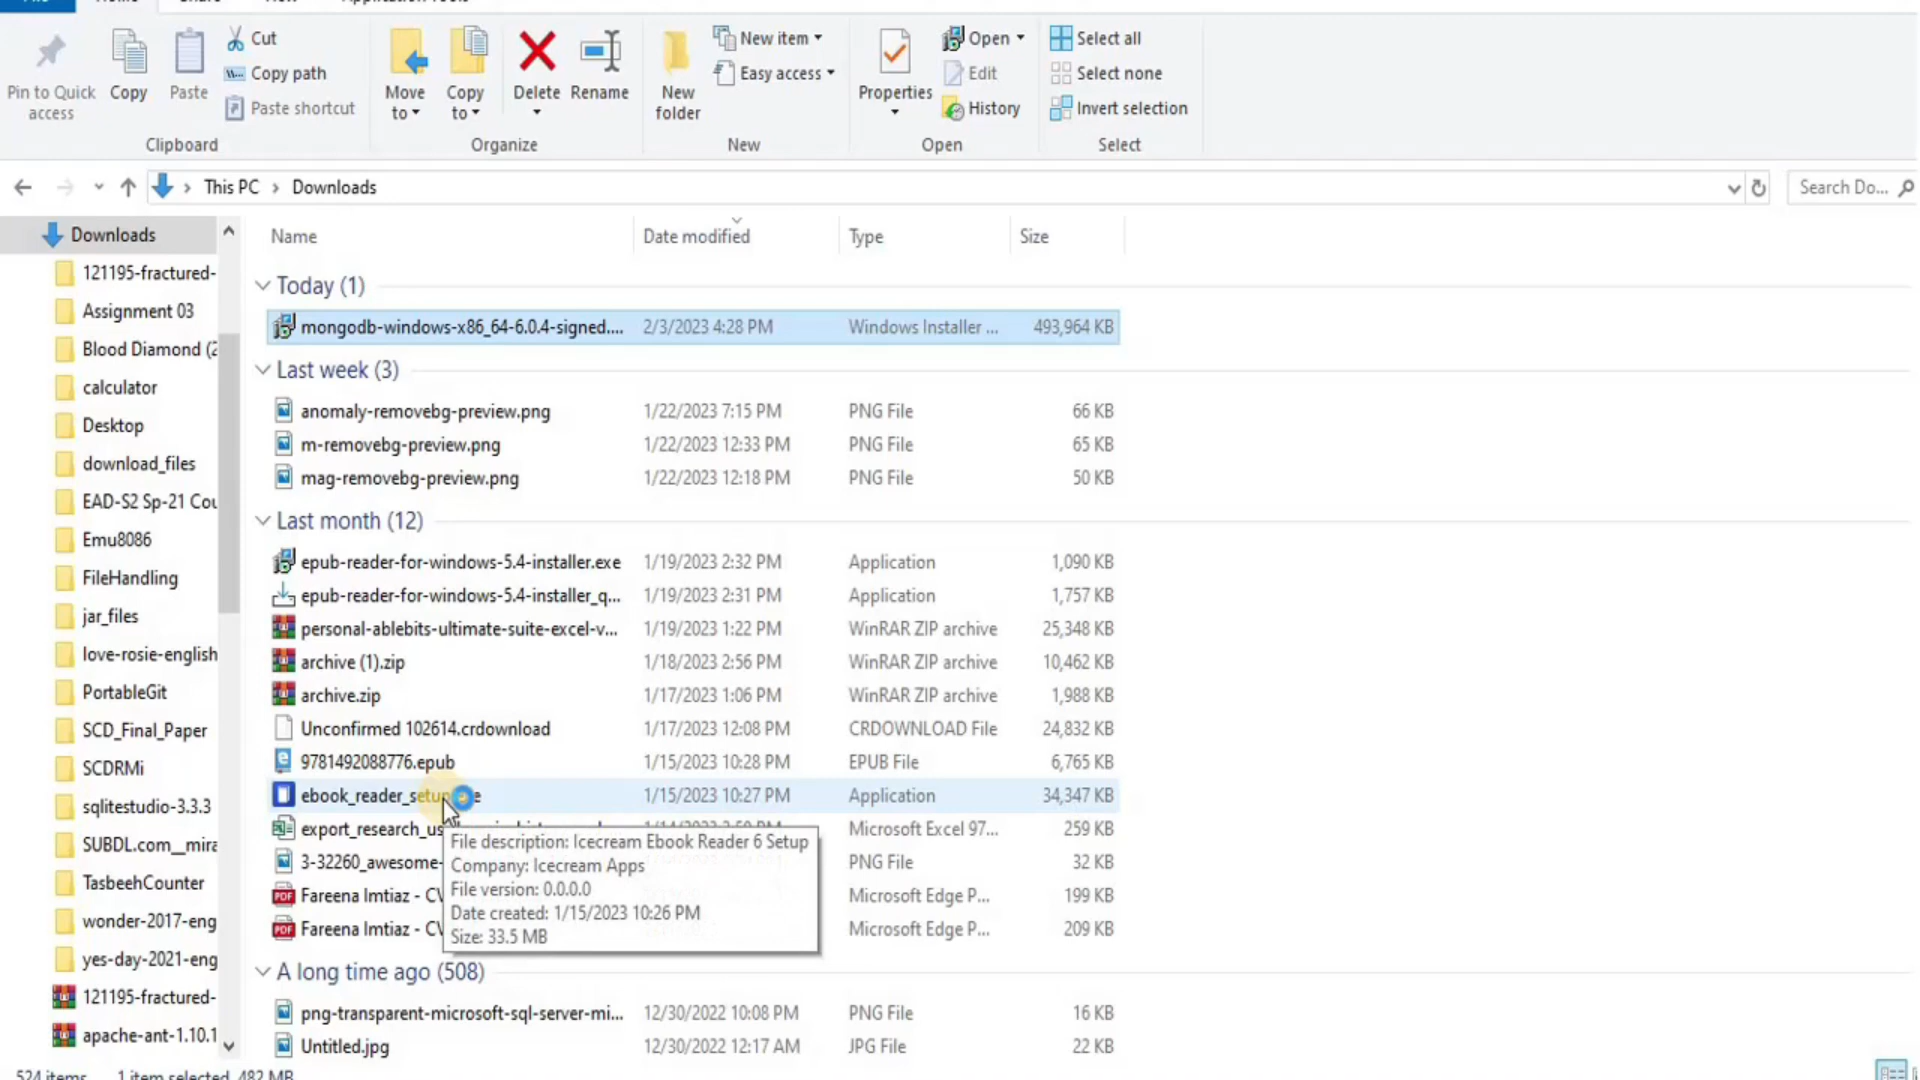 Application Tools
Pin to Quick access
Copy
Paste
Cut
Copy path
Paste shortcut
Clipboard
Move to
Copy to
Delete
Rename
Organize
New folder
New item
Easy access
New
Properties
Open
Edit
History
Open
Select all
Select none
Invert selection
Select
This PC
Downloads
Search Do...
Downloads
121195-fractured-
Assignment 03
Blood Diamond (2
calculator
Desktop
download_files
EAD-S2 Sp-21 Cou
Emu8086
FileHandling
jar_files
love-rosie-english
PortableGit
SCD_Final_Paper
SCDRMi
sqlitestudio-3.3.3
SUBDL.com__mira
TasbeehCounter
wonder-2017-eng
yes-day-2021-eng
121195-fractured-
apache-ant-1.10.1
Name Date modified Type Size
Today (1)
mongodb-windows-x86_64-6.0.4-signed.... 2/3/2023 4:28 PM Windows Installer ... 493,964 KB
Last week (3)
anomaly-removebg-preview.png 1/22/2023 7:15 PM PNG File 66 KB
m-removebg-preview.png 1/22/2023 12:33 PM PNG File 65 KB
mag-removebg-preview.png 1/22/2023 12:18 PM PNG File 50 KB
Last month (12)
epub-reader-for-windows-5.4-installer.exe 1/19/2023 2:32 PM Application 1,090 KB
epub-reader-for-windows-5.4-installer_q... 1/19/2023 2:31 PM Application 1,757 KB
personal-ablebits-ultimate-suite-excel-v... 1/19/2023 1:22 PM WinRAR ZIP archive 25,348 KB
archive (1).zip 1/18/2023 2:56 PM WinRAR ZIP archive 10,462 KB
archive.zip 1/17/2023 1:06 PM WinRAR ZIP archive 1,988 KB
Unconfirmed 102614.crdownload 1/17/2023 12:08 PM CRDOWNLOAD File 24,832 KB
9781492088776.epub 1/15/2023 10:28 PM EPUB File 6,765 KB
ebook_reader_setup e 1/15/2023 10:27 PM Application 34,347 KB
export_research_us Microsoft Excel 97... 259 KB
3-32260_awesome- PNG File 32 KB
Fareena Imtiaz - CV Microsoft Edge P... 199 KB
Fareena Imtiaz - CV Microsoft Edge P... 209 KB
File description: Icecream Ebook Reader 6 Setup
Company: Icecream Apps
File version: 0.0.0.0
Date created: 1/15/2023 10:26 PM
Size: 33.5 MB
A long time ago (508)
png-transparent-microsoft-sql-server-mi... 12/30/2022 10:08 PM PNG File 16 KB
Untitled.jpg 12/30/2022 12:17 AM JPG File 22 KB
524 items 1 item selected 482 MB